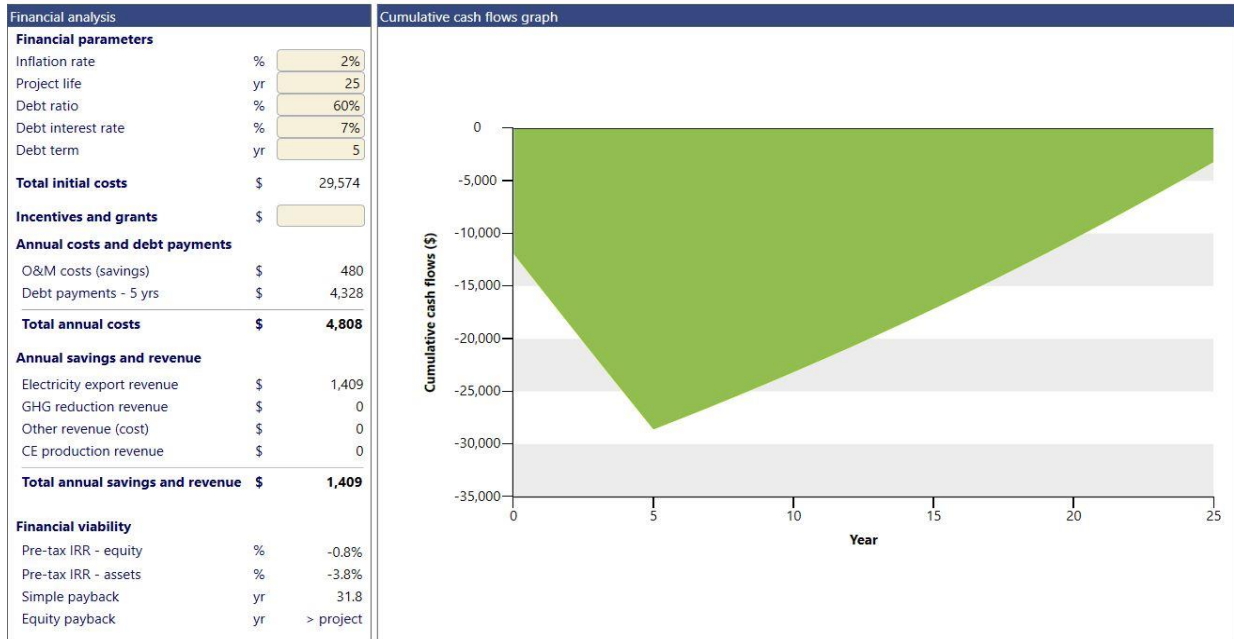 Financial analysis
Financial parameters
Inflation rate % 2%
Project life yr 25
Debt ratio % 60%
Debt interest rate % 7%
Debt term yr 5
Total initial costs $ 29,574
Incentives and grants $
Annual costs and debt payments
O&M costs (savings) $ 480
Debt payments - 5 yrs $ 4,328
Total annual costs $ 4,808
Annual savings and revenue
Electricity export revenue $ 1,409
GHG reduction revenue $ 0
Other revenue (cost) $ 0
CE production revenue $ 0
Total annual savings and revenue $ 1,409
Financial viability
Pre-tax IRR - equity % -0.8%
Pre-tax IRR - assets % -3.8%
Simple payback yr 31.8
Equity payback yr > project
Cumulative cash flows graph
Cumulative cash flows ($)
0
-5,000
-10,000
-15,000
-20,000
-25,000
-30,000
-35,000
0 5 10 15 20 25
Year